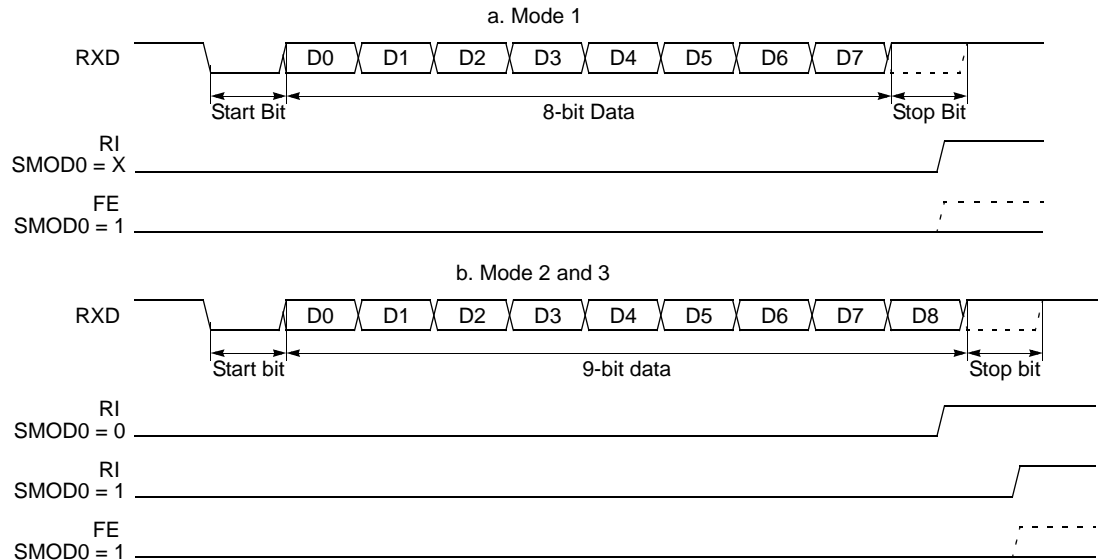 a. Mode 1
RXD D0 D1 D2 D3 D4 D5 D6 D7
Start Bit 8-bit Data Stop Bit
RI
SMOD0 = X
FE
SMOD0 = 1
b. Mode 2 and 3
RXD D0 D1 D2 D3 D4 D5 D6 D7 D8
Start bit 9-bit data Stop bit
RI
SMOD0 = 0
RI
SMOD0 = 1
FE
SMOD0 = 1